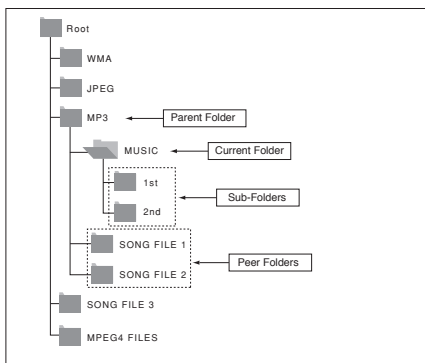 Root
WMA
JPEG
MP3 Parent Folder
MUSIC Current Folder
1st
Sub-Folders
2nd
SONG FILE 1
Peer Folders
SONG FILE 2
SONG FILE 3
MPEG4 FILES